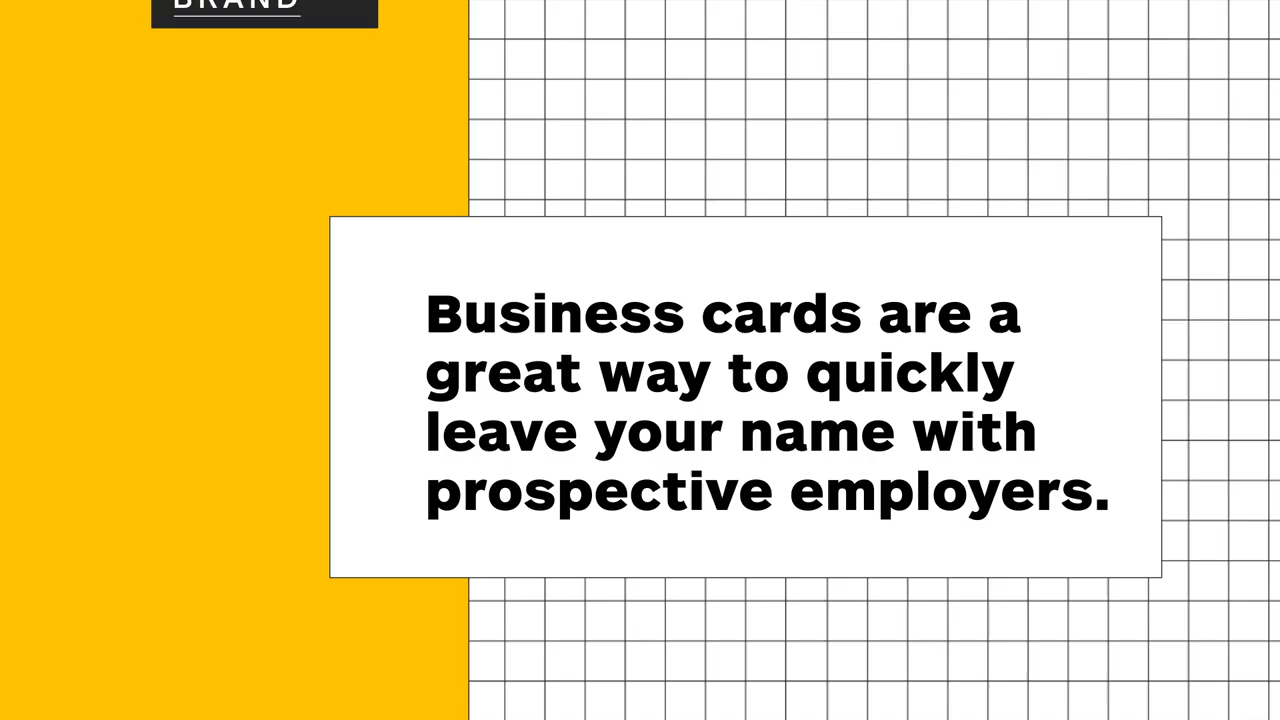 BRAND
Business cards are a
great way to quickly
leave your name with
prospective employers.